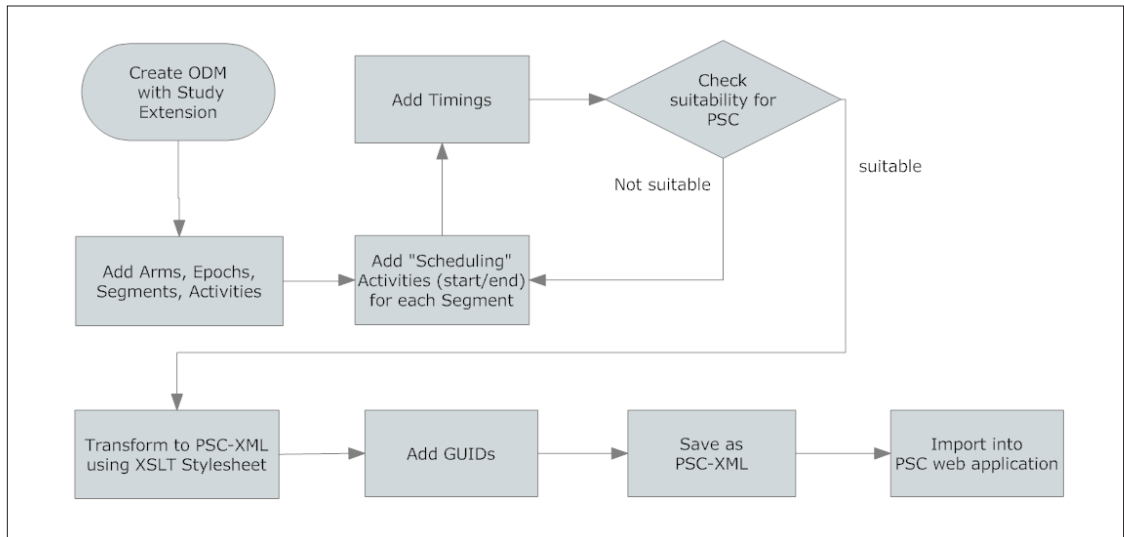 Create ODM
with Study
Extension
Add Arms, Epochs,
Segments, Activities
Add "Scheduling"
Activities (start/end)
for each Segment
Add Timings
Check
suitability for
PSC
Not suitable
suitable
Transform to PSC-XML
using XSLT Stylesheet
Add GUIDs
Save as
PSC-XML
Import into
PSC web application